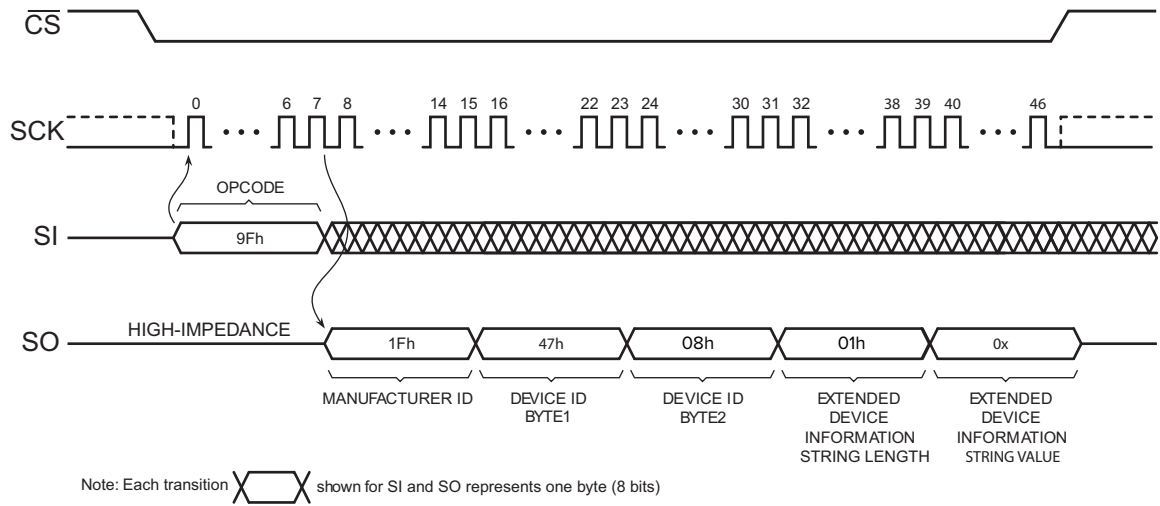 CS
0 6 7 8 14 15 16 22 23 24 30 31 32 38 39 40 46
SCK
OPCODE
SI
9Fh
HIGH-IMPEDANCE
SO
1Fh 47h 08h 01h 0x
MANUFACTURER ID
DEVICE ID
BYTE1
DEVICE ID
BYTE2
EXTENDED
DEVICE
INFORMATION
STRING LENGTH
EXTENDED
DEVICE
INFORMATION
STRING VALUE
Note: Each transition shown for SI and SO represents one byte (8 bits)